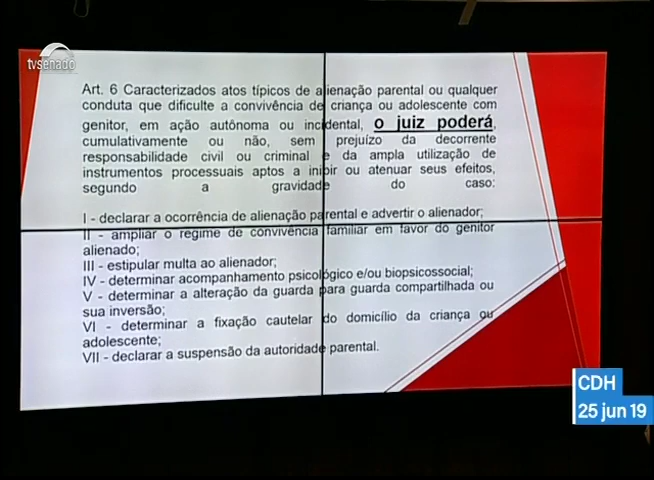 tvsenado
Art. 6 Caracterizados atos típicos de alienação parental ou qualquer
conduta que dificulte a convivência de criança ou adolescente com
genitor, em ação autônoma ou incidental, o juiz poderá,
cumulativamente ou não, sem prejuízo da decorrente
responsabilidade civil ou criminal e da ampla utilização de
instrumentos processuais aptos a inibir ou atenuar seus efeitos,
segundo a gravidade do caso:
I - declarar a ocorrência de alienação parental e advertir o alienador;
II - ampliar o regime de convivência familiar em favor do genitor
alienado;
III - estipular multa ao alienador;
IV - determinar acompanhamento psicológico e/ou biopsicossocial;
V - determinar a alteração da guarda para guarda compartilhada ou
sua inversão;
VI - determinar a fixação cautelar do domicílio da criança ou
adolescente;
VII - declarar a suspensão da autoridade parental.
CDH
25 jun 19